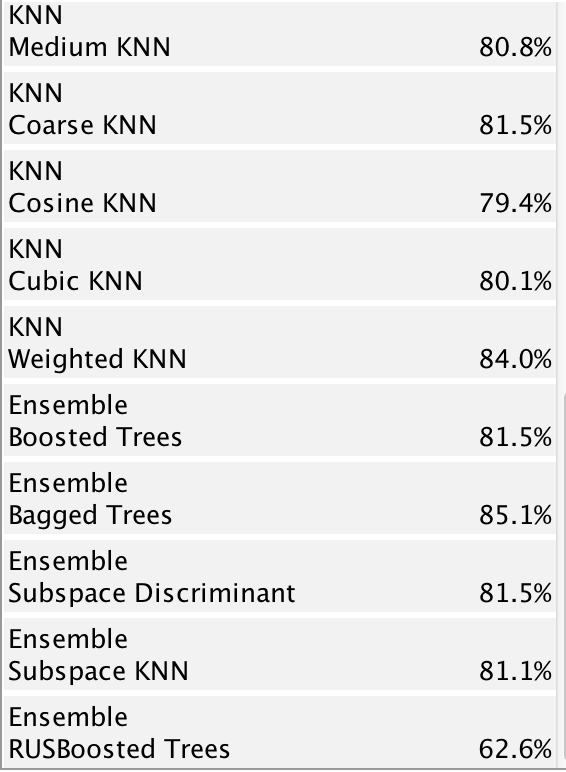 KNN
Medium KNN 80.8%
KNN
Coarse KNN 81.5%
KNN
Cosine KNN 79.4%
KNN
Cubic KNN 80.1%
KNN
Weighted KNN 84.0%
Ensemble
Boosted Trees 81.5%
Ensemble
Bagged Trees 85.1%
Ensemble
Subspace Discriminant 81.5%
Ensemble
Subspace KNN 81.1%
Ensemble
RUSBoosted Trees 62.6%